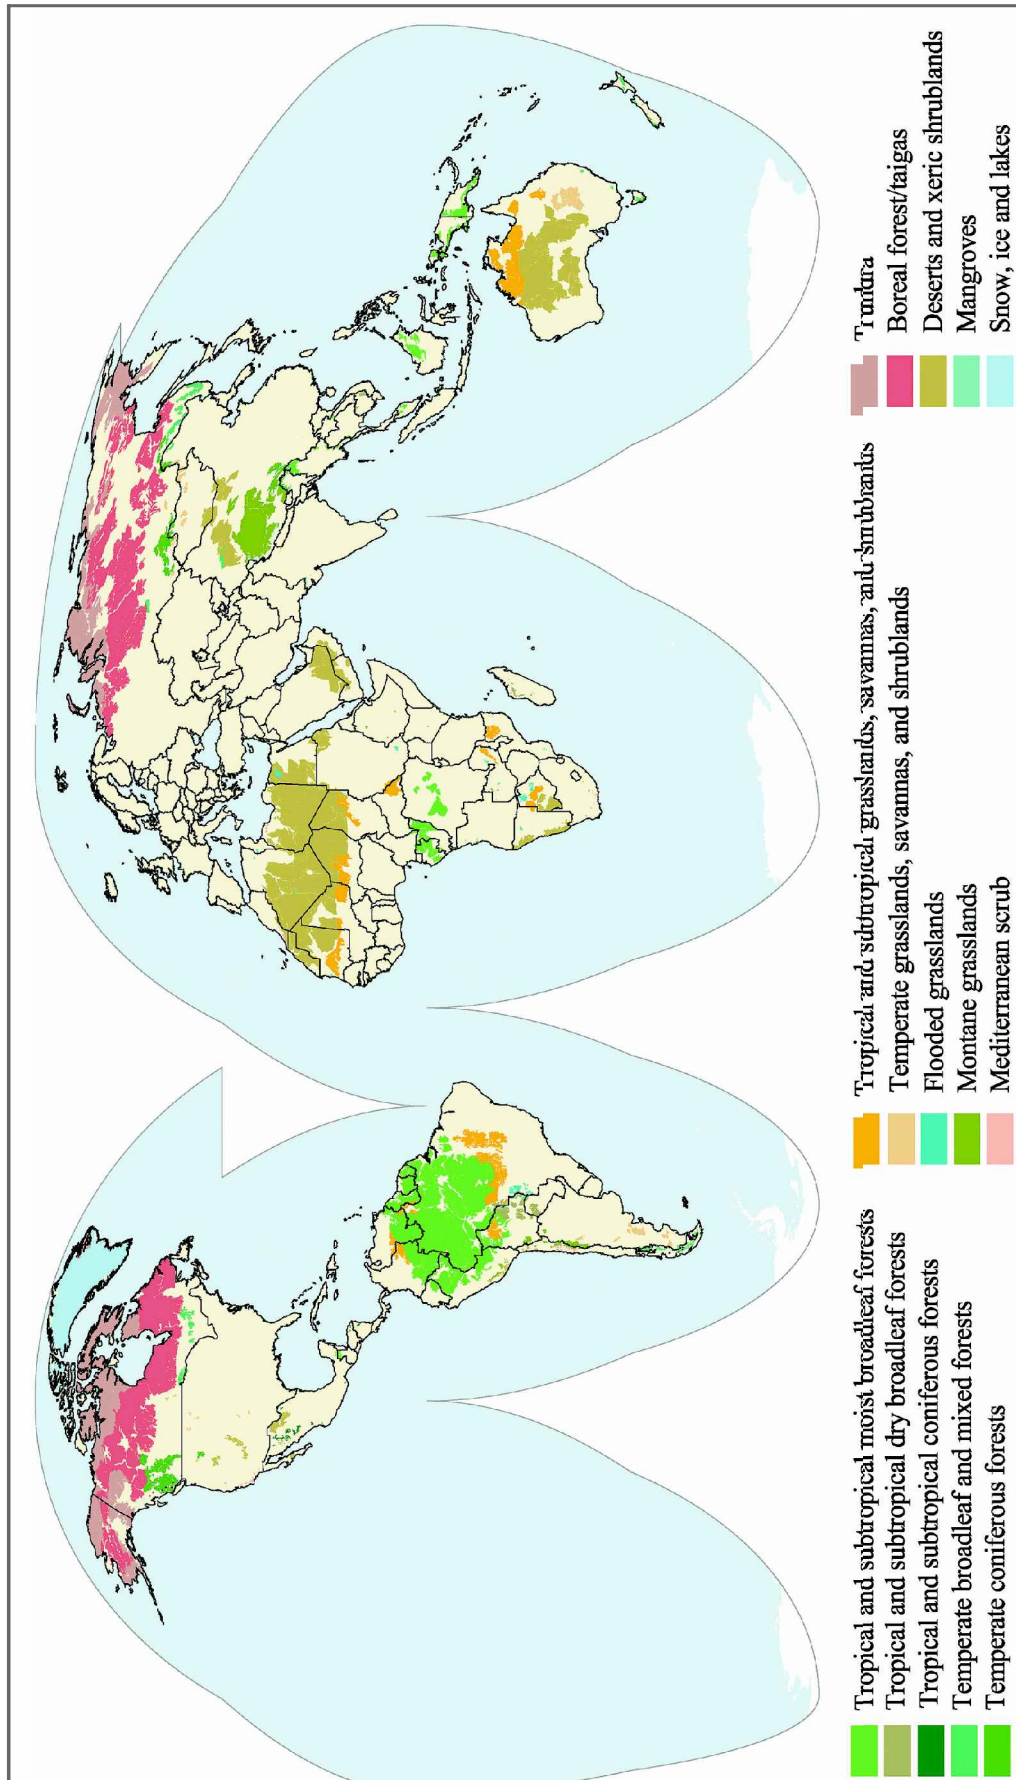 Tropical and subtropical moist broadleaf forests
Tropical and subtropical dry broadleaf forests
Tropical and subtropical coniferous forests
Temperate broadleaf and mixed forests
Temperate coniferous forests
Tropical and subtropical grasslands, savannas, and shrublands
Temperate grasslands, savannas, and shrublands
Flooded grasslands
Montane grasslands
Mediterranean scrub
Tundra
Boreal forest/taigas
Deserts and xeric shrublands
Mangroves
Snow, ice and lakes